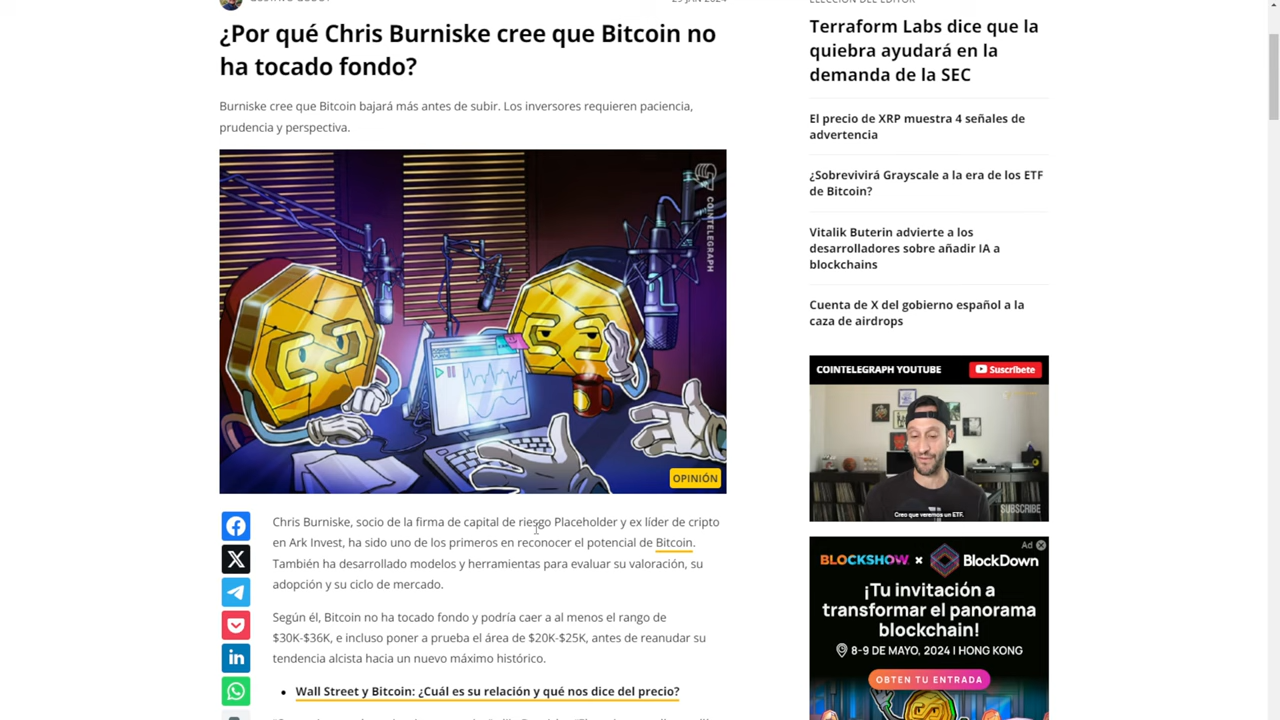 ¿Por qué Chris Burniske cree que Bitcoin no
ha tocado fondo?
Burniske cree que Bitcoin bajará más antes de subir. Los inversores requieren paciencia,
prudencia y perspectiva.
COINTELEGRAPH
OPINIÓN
Chris Burniske, socio de la firma de capital de riesgo Placeholder y ex líder de cripto
en Ark Invest, ha sido uno de los primeros en reconocer el potencial de Bitcoin.
También ha desarrollado modelos y herramientas para evaluar su valoración, su
adopción y su ciclo de mercado.
Según él, Bitcoin no ha tocado fondo y podría caer a al menos el rango de
$30K-$36K, e incluso poner a prueba el área de $20K-$25K, antes de reanudar su
tendencia alcista hacia un nuevo máximo histórico.
• Wall Street y Bitcoin: ¿Cuál es su relación y qué nos dice del precio?
Terraform Labs dice que la
quiebra ayudará en la
demanda de la SEC
El precio de XRP muestra 4 señales de
advertencia
¿Sobrevivirá Grayscale a la era de los ETF
de Bitcoin?
Vitalik Buterin advierte a los
desarrolladores sobre añadir IA a
blockchains
Cuenta de X del gobierno español a la
caza de airdrops
COINTELEGRAPH YOUTUBE
Suscríbete
Creo que veremos un ETF.
SUBSCRIBE
Ad
BLOCKSHOW × BlockDown
¡Tu invitación a
transformar el panorama
blockchain!
8-9 DE MAYO, 2024 | HONG KONG
OBTEN TU ENTRADA